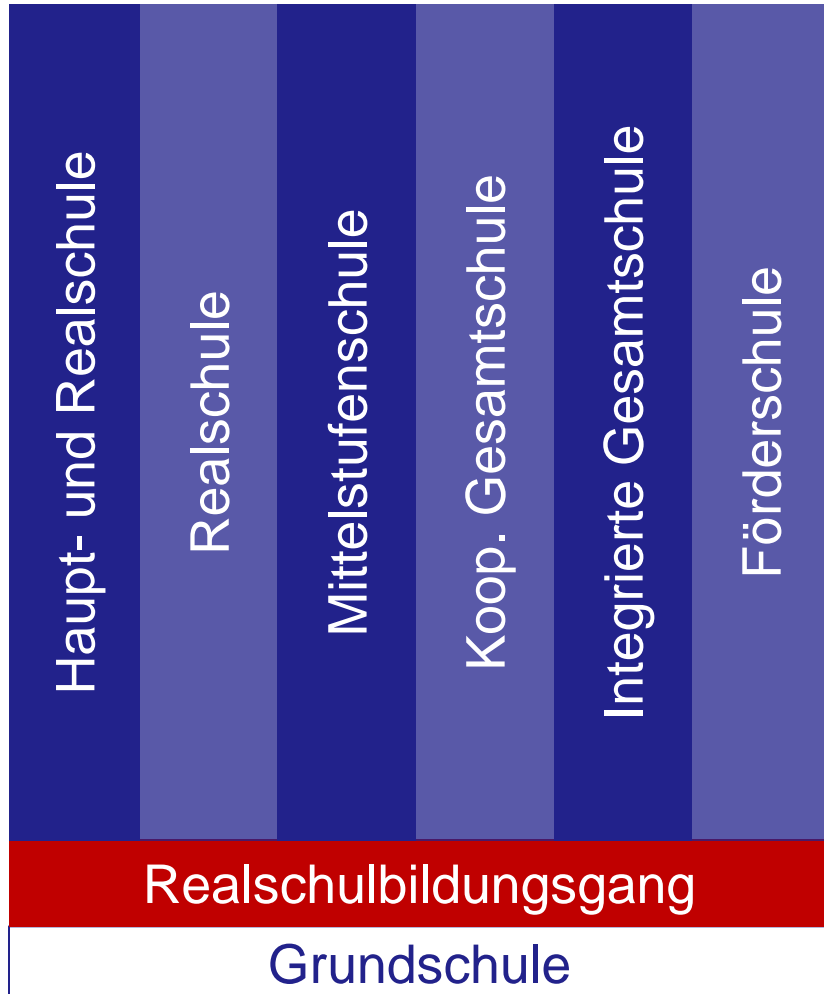 Haupt- und Realschule
Realschule
Mittelstufenschule
Koop. Gesamtschule
Integrierte Gesamtschule
Förderschule
Realschulbildungsgang
Grundschule